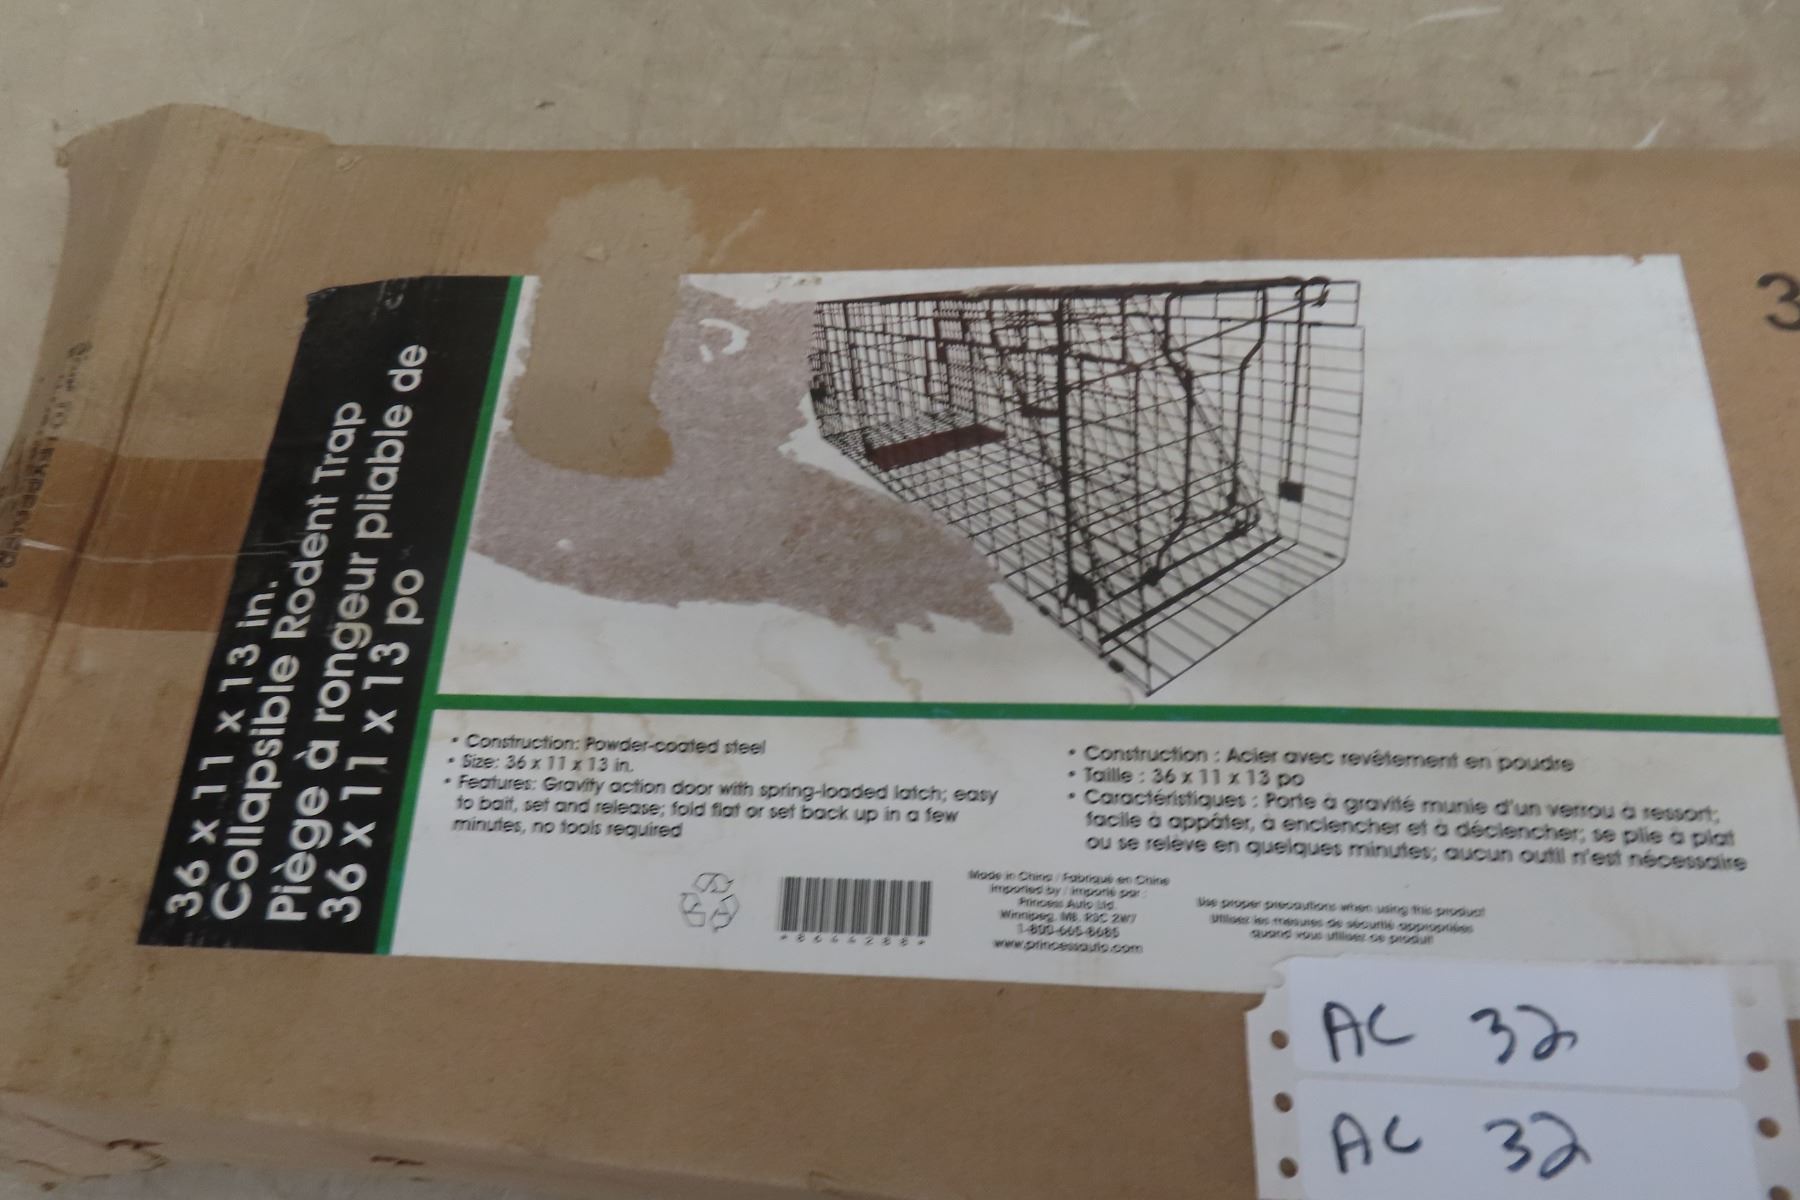 36 x 11 x 13 in.
Collapsible Rodent Trap
Piège à rongeur pliable de
36 x 11 x 13 po
• Construction: Powder-coated steel
• Size: 36 x 11 x 13 in.
• Features: Gravity action door with spring-loaded latch; easy
to bait, set and release; fold flat or set back up in a few
minutes, no tools required
• Construction : Acier avec revêtement en poudre
• Taille : 36 x 11 x 13 po
• Caractéristiques : Porte à gravité munie d'un verrou à ressort;
facile à appâter, à enclencher et à déclencher; se plie à plat
ou se relève en quelques minutes; aucun outil n'est nécessaire
*8644288*
Made in China / Fabriqué en Chine
Imported by / Importé par :
Princess Auto Ltd.
Winnipeg, MB, R3C 2W7
1-800-665-8685
www.princessauto.com
Use proper precautions when using this product
Utilisez les mesures de sécurité appropriées
quand vous utilisez ce produit
3
AC 32
AC 32